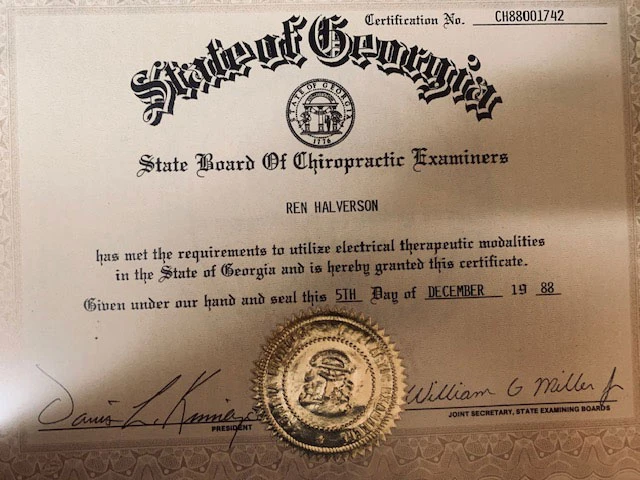 Certification No. CH88001742
State of Georgia
STATE OF GEORGIA
1776
State Board Of Chiropractic Examiners
REN HALVERSON
has met the requirements to utilize electrical therapeutic modalities
in the State of Georgia and is hereby granted this certificate.
Given under our hand and seal this 5TH Day of DECEMBER 19 88
William G Miller Jr
PRESIDENT
JOINT SECRETARY, STATE EXAMINING BOARDS